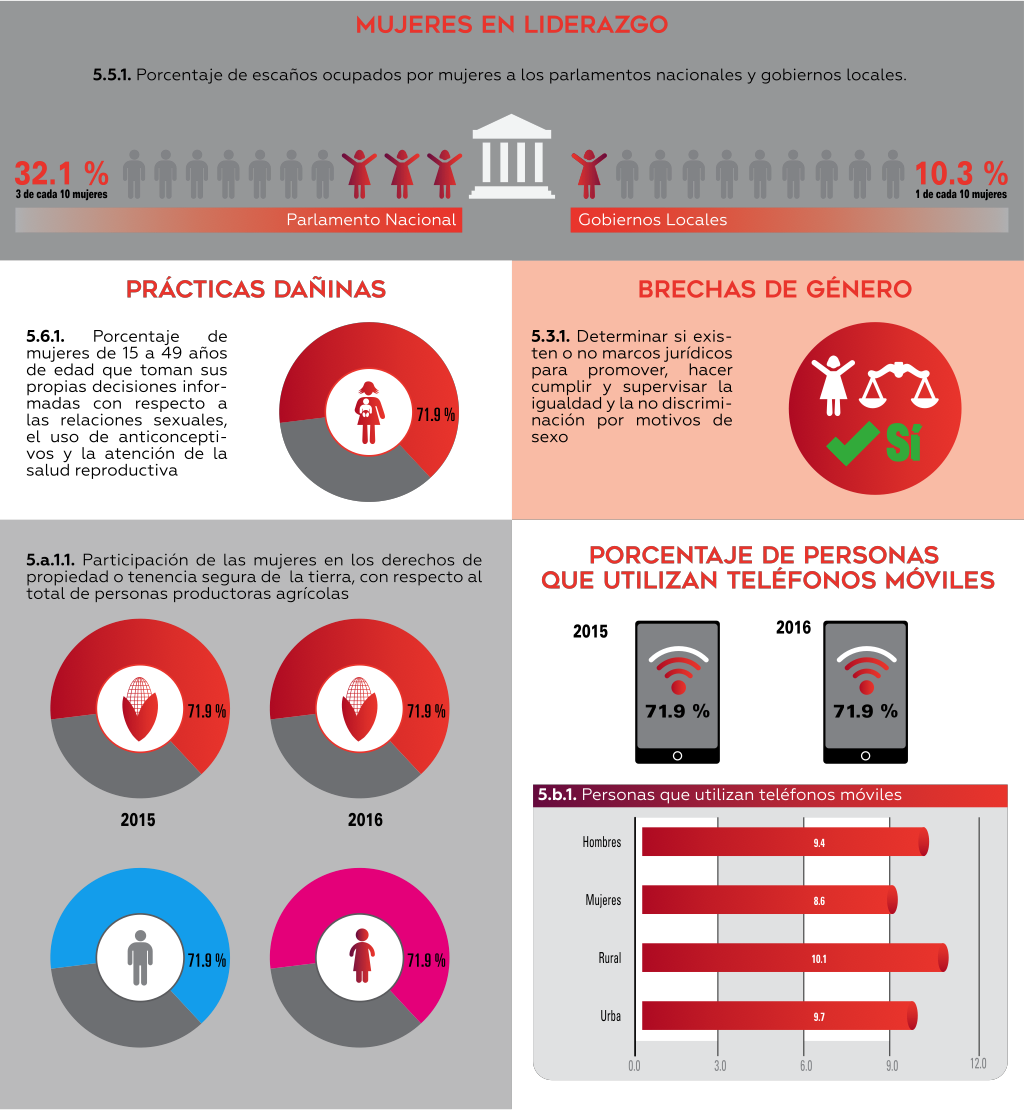 MUJERES EN LIDERAZGO
5.5.1. Porcentaje de escaños ocupados por mujeres a los parlamentos nacionales y gobiernos locales.
32.1 %
3 de cada 10 mujeres
Parlamento Nacional
10.3 %
1 de cada 10 mujeres
Gobiernos Locales
PRÁCTICAS DAÑINAS
5.6.1. Porcentaje de
mujeres de 15 a 49 años
de edad que toman sus
propias decisiones infor-
madas con respecto a
las relaciones sexuales,
el uso de anticoncepti-
vos y la atención de la
salud reproductiva
71.9 %
BRECHAS DE GÉNERO
5.3.1. Determinar si exis-
ten o no marcos jurídicos
para promover, hacer
cumplir y supervisar la
igualdad y la no discrimi-
nación por motivos de
sexo
Sí
5.a.1.1. Participación de las mujeres en los derechos de
propiedad o tenencia segura de la tierra, con respecto al
total de personas productoras agrícolas
71.9 %
71.9 %
2015
2016
71.9 %
71.9 %
PORCENTAJE DE PERSONAS
QUE UTILIZAN TELÉFONOS MÓVILES
2015
71.9 %
2016
71.9 %
5.b.1. Personas que utilizan teléfonos móviles
Hombres
9.4
Mujeres
8.6
Rural
10.1
Urba
9.7
0.0
3.0
6.0
9.0
12.0